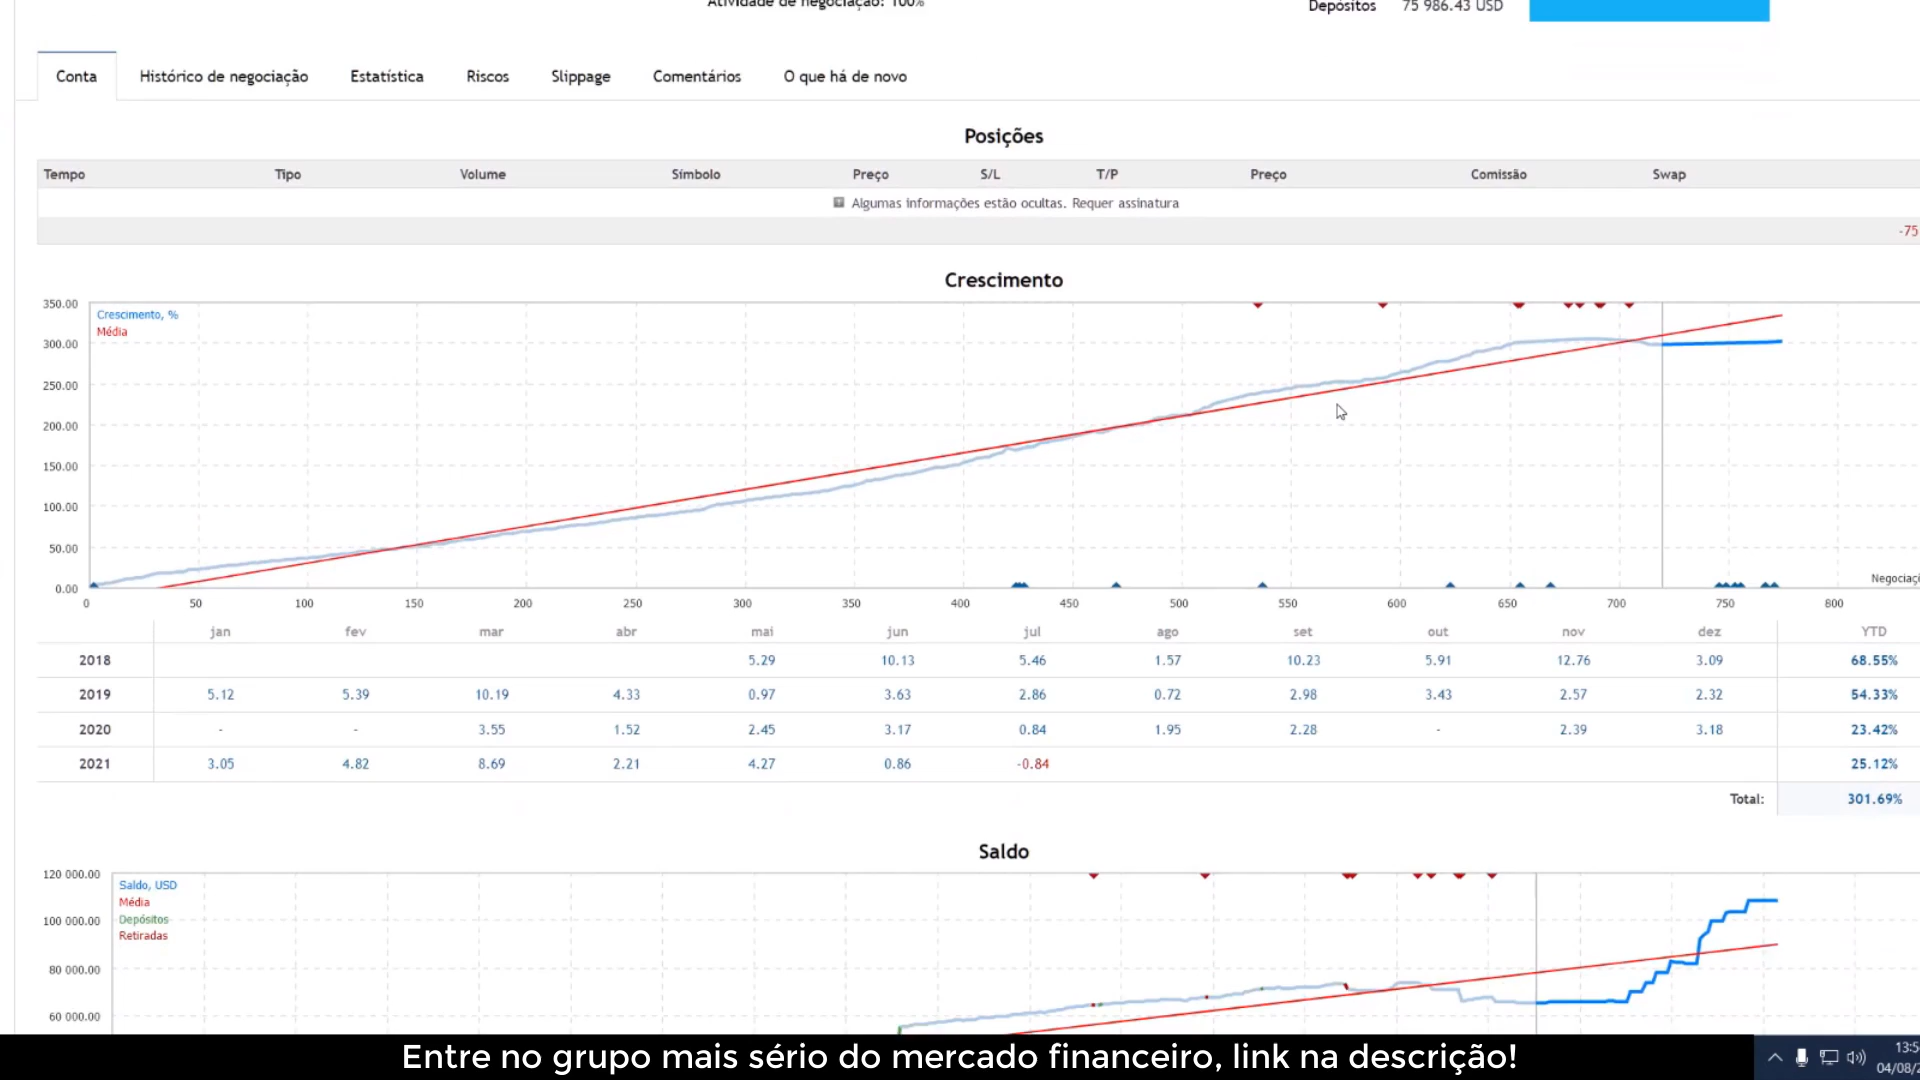 Atividade de negociação: 100%
Depósitos 75 986.43 USD
Conta Histórico de negociação Estatística Riscos Slippage Comentários O que há de novo
Posições
Tempo Tipo Volume Símbolo Preço S/L T/P Preço Comissão Swap
Algumas informações estão ocultas. Requer assinatura
-75
Crescimento
350.00
Crescimento, %
Média
300.00
250.00
200.00
150.00
100.00
50.00
0.00
Negociaçõ
0 50 100 150 200 250 300 350 400 450 500 550 600 650 700 750 800
jan fev mar abr mai jun jul ago set out nov dez YTD
2018 5.29 10.13 5.46 1.57 10.23 5.91 12.76 3.09 68.55%
2019 5.12 5.39 10.19 4.33 0.97 3.63 2.86 0.72 2.98 3.43 2.57 2.32 54.33%
2020 - - 3.55 1.52 2.45 3.17 0.84 1.95 2.28 - 2.39 3.18 23.42%
2021 3.05 4.82 8.69 2.21 4.27 0.86 -0.84 25.12%
Total: 301.69%
Saldo
120 000.00
Saldo, USD
Média
Depósitos
Retiradas
100 000.00
80 000.00
60 000.00
Entre no grupo mais sério do mercado financeiro, link na descrição!
13:5
04/08/